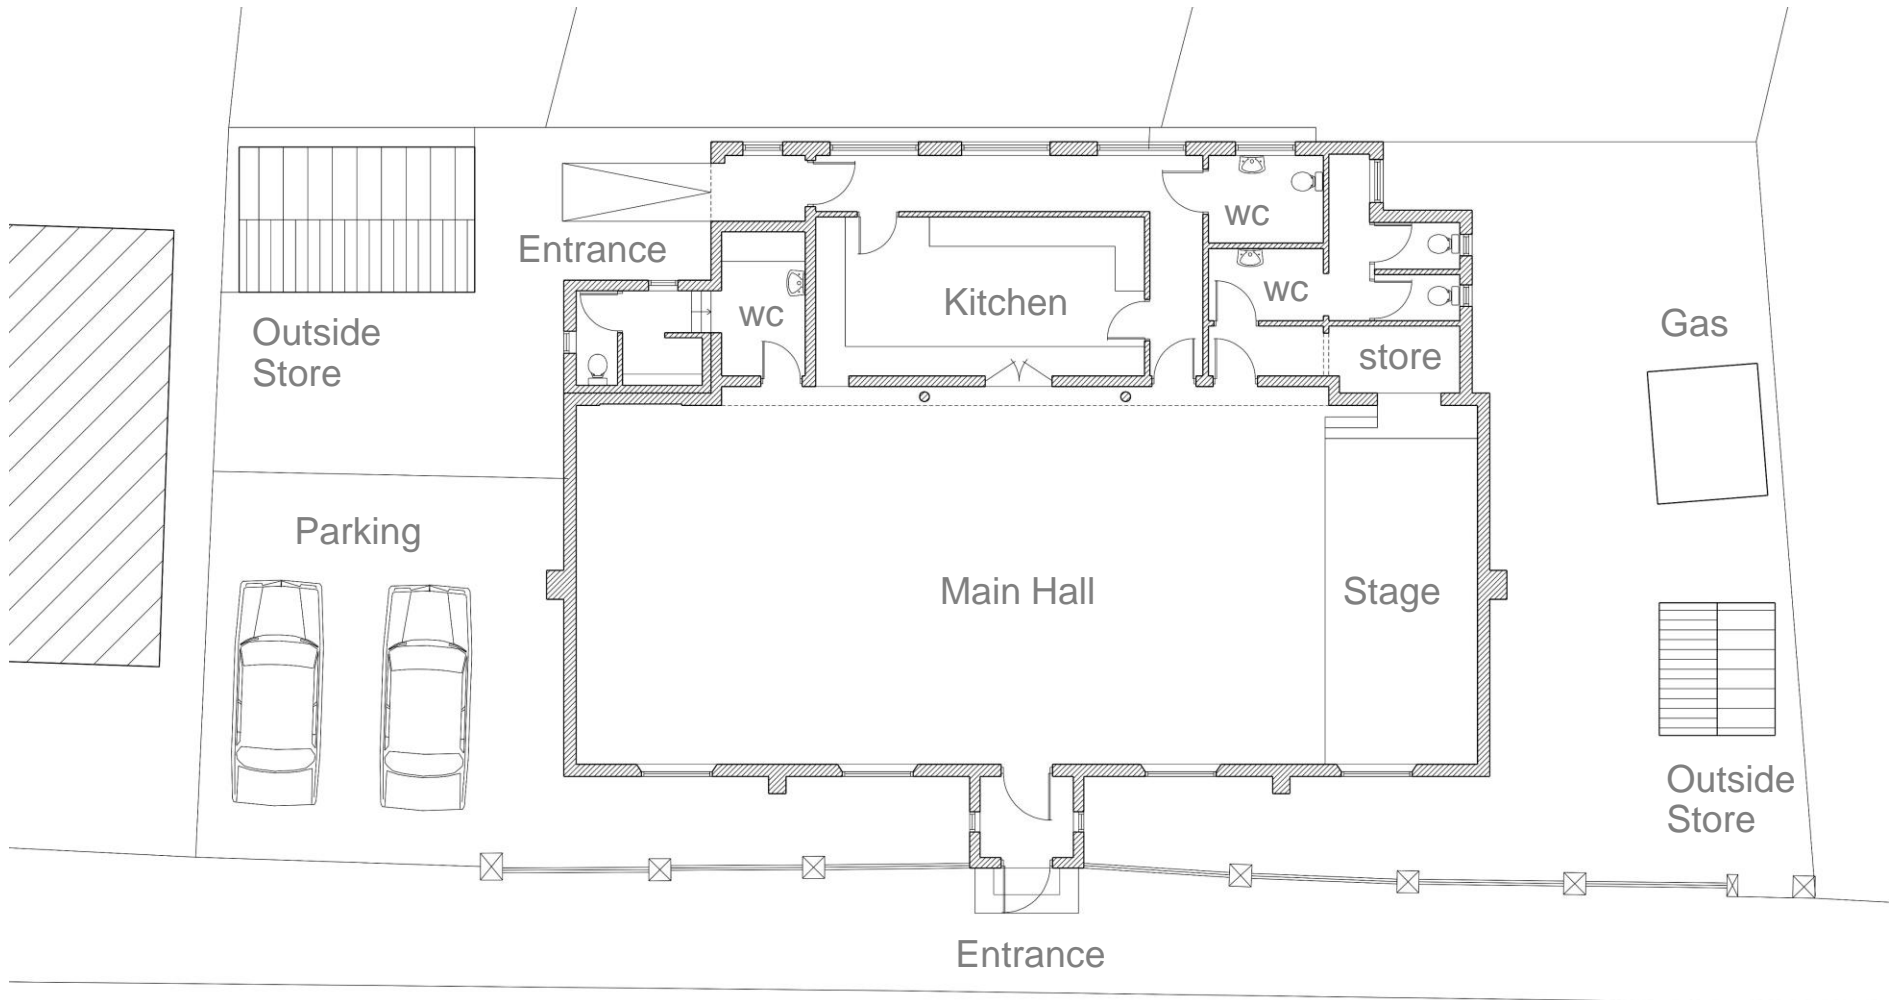 wc
Entrance
wc
Kitchen
wc
Outside
Store
store
Gas
Parking
Main Hall
Stage
Outside
Store
Entrance